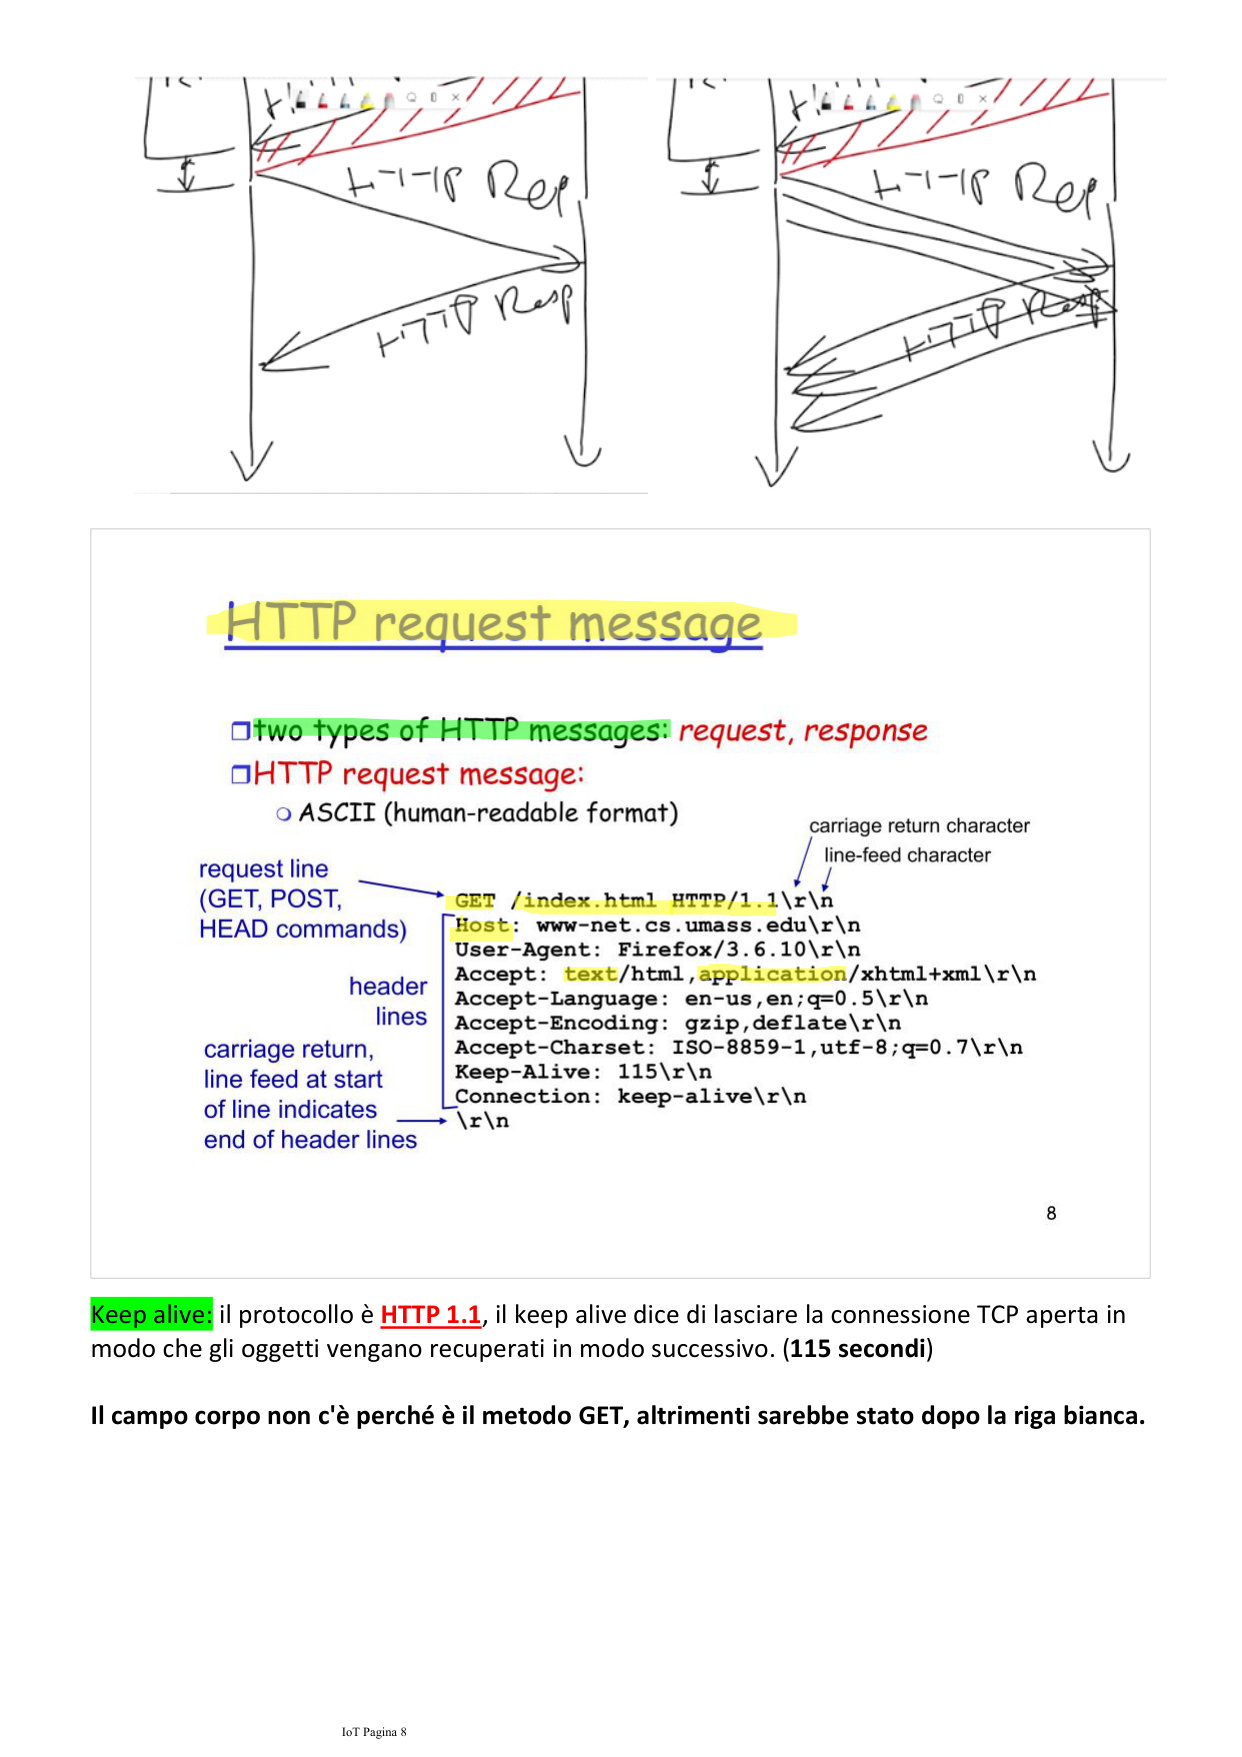 HTTP Req
HTTP Resp
HTTP Req
HTTP Resp
HTTP request message
two types of HTTP messages: request, response
HTTP request message:
ASCII (human-readable format)
carriage return character
line-feed character
request line
(GET, POST,
HEAD commands)
header
lines
carriage return,
line feed at start
of line indicates
end of header lines
GET /index.html HTTP/1.1\r\n
Host: www-net.cs.umass.edu\r\n
User-Agent: Firefox/3.6.10\r\n
Accept: text/html,application/xhtml+xml\r\n
Accept-Language: en-us,en;q=0.5\r\n
Accept-Encoding: gzip,deflate\r\n
Accept-Charset: ISO-8859-1,utf-8;q=0.7\r\n
Keep-Alive: 115\r\n
Connection: keep-alive\r\n
\r\n
8
Keep alive: il protocollo è HTTP 1.1, il keep alive dice di lasciare la connessione TCP aperta in
modo che gli oggetti vengano recuperati in modo successivo. (115 secondi)
Il campo corpo non c'è perché è il metodo GET, altrimenti sarebbe stato dopo la riga bianca.
IoT Pagina 8